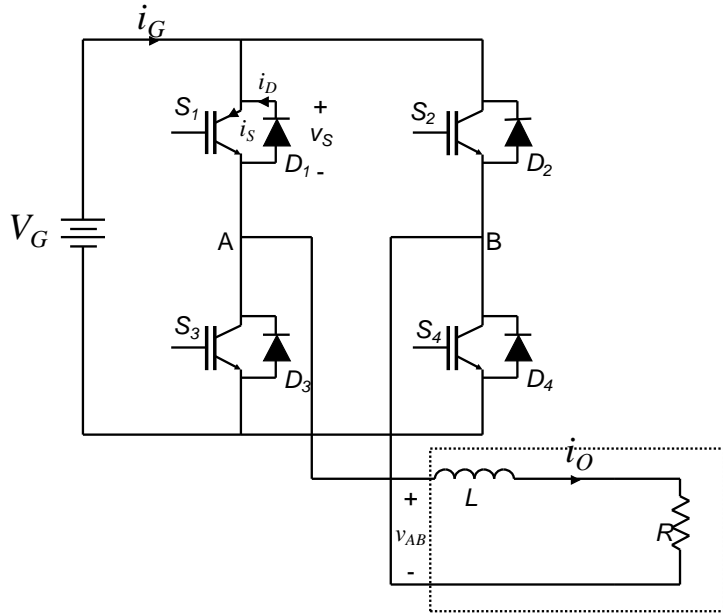 i_G
i_D
S_1
+
i_S
v_S
D_1
-
S_2
D_2
V_G
A
B
S_3
D_3
S_4
D_4
i_O
+
L
v_AB
R
-